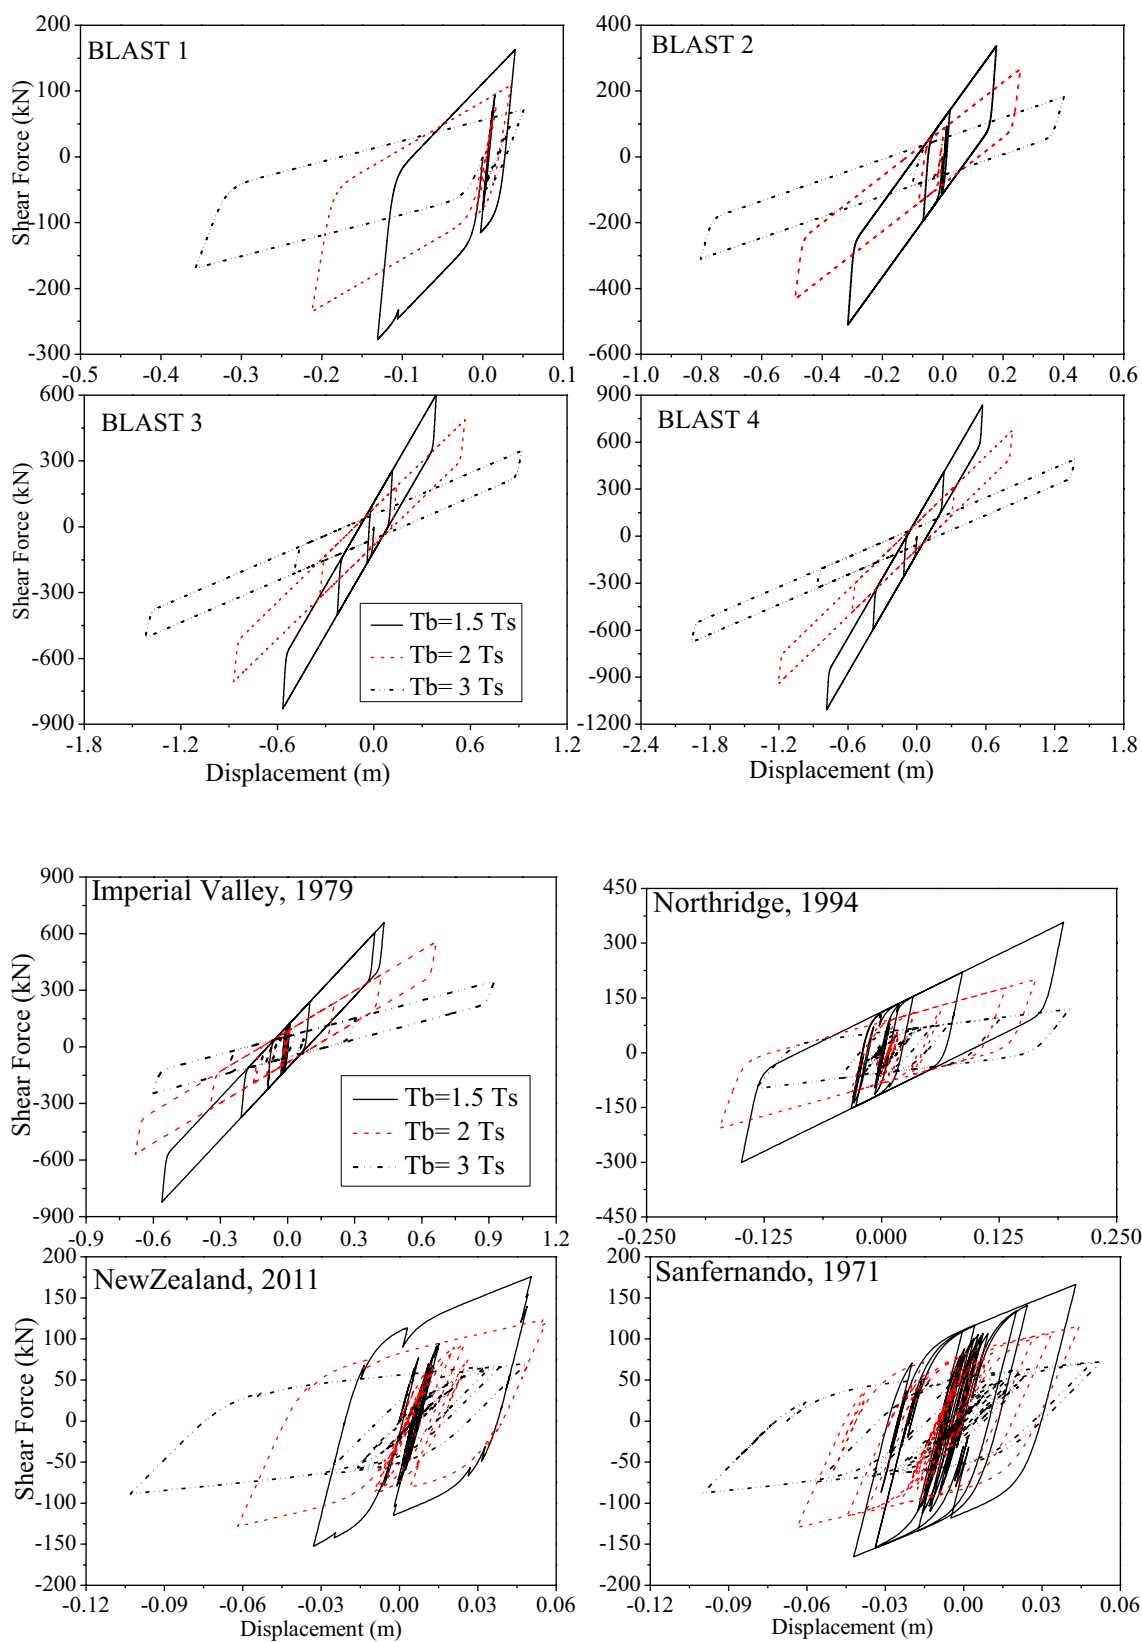 BLAST 1
Shear Force (kN)
200
100
0
-100
-200
-300
-0.5 -0.4 -0.3 -0.2 -0.1 0.0 0.1
BLAST 2
400
200
0
-200
-400
-600
-1.0 -0.8 -0.6 -0.4 -0.2 0.0 0.2 0.4 0.6
BLAST 3
Shear Force (kN)
600
300
0
-300
-600
-900
Tb=1.5 Ts
Tb= 2 Ts
Tb= 3 Ts
-1.8 -1.2 -0.6 0.0 0.6 1.2
Displacement (m)
BLAST 4
900
600
300
0
-300
-600
-900
-1200
-2.4 -1.8 -1.2 -0.6 0.0 0.6 1.2 1.8
Displacement (m)
Imperial Valley, 1979
Shear Force (kN)
900
600
300
0
-300
-600
-900
Tb=1.5 Ts
Tb= 2 Ts
Tb= 3 Ts
-0.9 -0.6 -0.3 0.0 0.3 0.6 0.9 1.2
Northridge, 1994
450
300
150
0
-150
-300
-450
-0.250 -0.125 0.000 0.125 0.250
NewZealand, 2011
Shear Force (kN)
200
150
100
50
0
-50
-100
-150
-200
-0.12 -0.09 -0.06 -0.03 0.00 0.03 0.06
Displacement (m)
Sanfernando, 1971
200
150
100
50
0
-50
-100
-150
-200
-0.12 -0.09 -0.06 -0.03 0.00 0.03 0.06
Displacement (m)